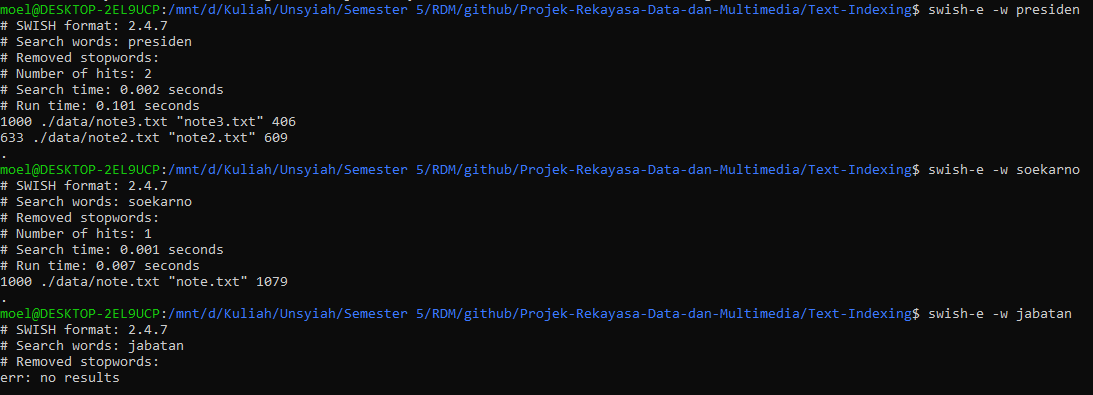 moel@DESKTOP-2EL9UCP:/mnt/d/Kuliah/Unsyiah/Semester 5/RDM/github/Projek-Rekayasa-Data-dan-Multimedia/Text-Indexing$ swish-e -w presiden
# SWISH format: 2.4.7
# Search words: presiden
# Removed stopwords:
# Number of hits: 2
# Search time: 0.002 seconds
# Run time: 0.101 seconds
1000 ./data/note3.txt "note3.txt" 406
633 ./data/note2.txt "note2.txt" 609
.
moel@DESKTOP-2EL9UCP:/mnt/d/Kuliah/Unsyiah/Semester 5/RDM/github/Projek-Rekayasa-Data-dan-Multimedia/Text-Indexing$ swish-e -w soekarno
# SWISH format: 2.4.7
# Search words: soekarno
# Removed stopwords:
# Number of hits: 1
# Search time: 0.001 seconds
# Run time: 0.007 seconds
1000 ./data/note.txt "note.txt" 1079
.
moel@DESKTOP-2EL9UCP:/mnt/d/Kuliah/Unsyiah/Semester 5/RDM/github/Projek-Rekayasa-Data-dan-Multimedia/Text-Indexing$ swish-e -w jabatan
# SWISH format: 2.4.7
# Search words: jabatan
# Removed stopwords:
err: no results